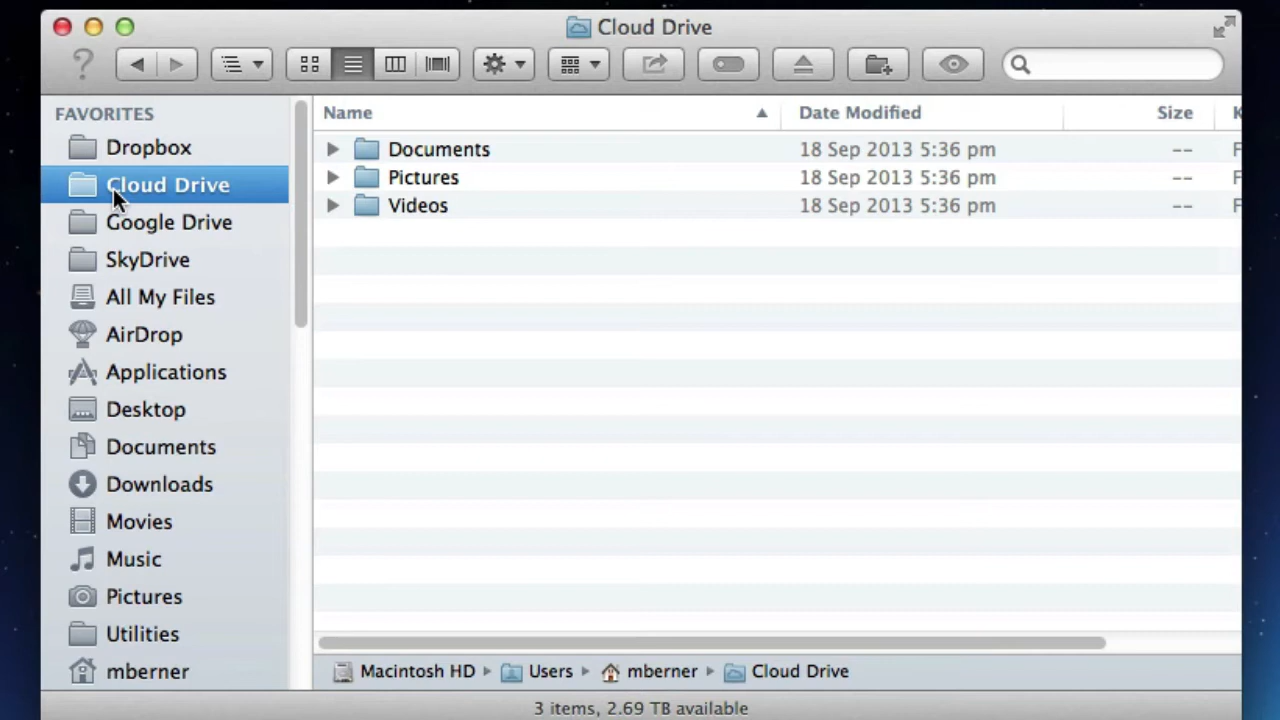 Cloud Drive
?
FAVORITES
Dropbox
Cloud Drive
Google Drive
SkyDrive
All My Files
AirDrop
Applications
Desktop
Documents
Downloads
Movies
Music
Pictures
Utilities
mberner
Name Date Modified Size
Documents 18 Sep 2013 5:36 pm -- F
Pictures 18 Sep 2013 5:36 pm -- F
Videos 18 Sep 2013 5:36 pm -- F
Macintosh HD Users mberner Cloud Drive
3 items, 2.69 TB available